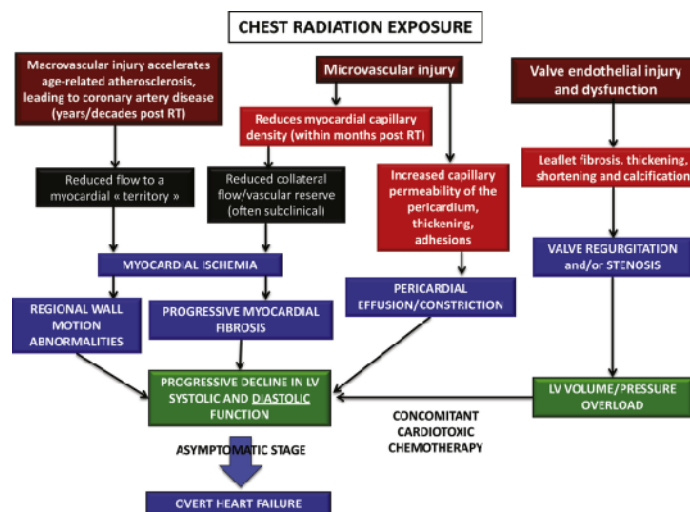 CHEST RADIATION EXPOSURE
Macrovascular injury accelerates
age-related atherosclerosis,
leading to coronary artery disease
(years/decades post RT)
Microvascular injury
Valve endothelial injury
and dysfunction
Reduces myocardial capillary
density (within months post RT)
Leaflet fibrosis, thickening,
shortening and calcification
Reduced flow to a
myocardial « territory »
Reduced collateral
flow/vascular reserve
(often subclinical)
Increased capillary
permeability of the
pericardium,
thickening,
adhesions
MYOCARDIAL ISCHEMIA
VALVE REGURGITATION
and/or STENOSIS
REGIONAL WALL
MOTION
ABNORMALITIES
PROGRESSIVE MYOCARDIAL
FIBROSIS
PERICARDIAL
EFFUSION/CONSTRICTION
PROGRESSIVE DECLINE IN LV
SYSTOLIC AND DIASTOLIC
FUNCTION
LV VOLUME/PRESSURE
OVERLOAD
CONCOMITANT
CARDIOTOXIC
CHEMOTHERAPY
ASYMPTOMATIC STAGE
OVERT HEART FAILURE